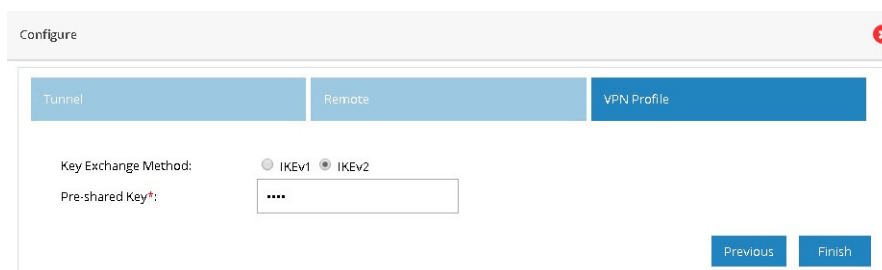 Configure
Tunnel Remote VPN Profile
Key Exchange Method: IKEv1 IKEv2
Pre-shared Key*: ••••
Previous Finish